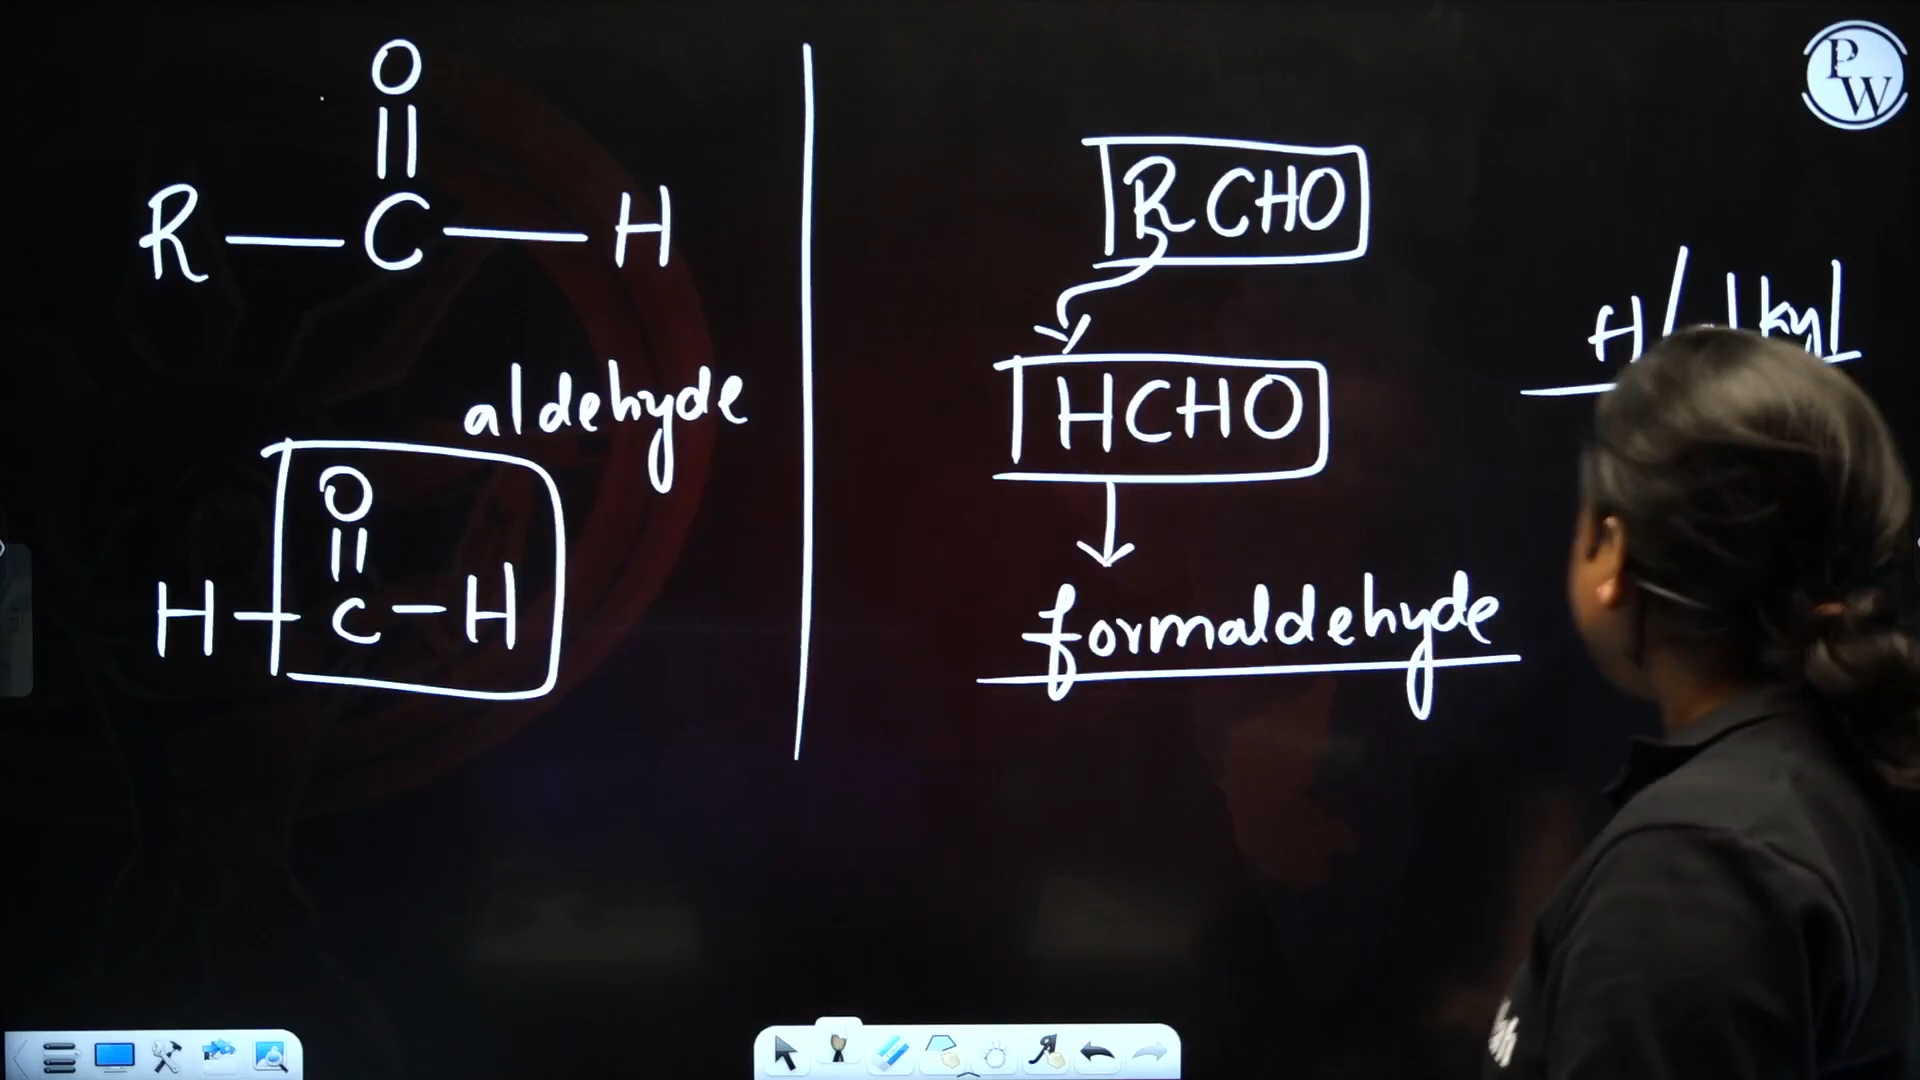 O
||
R — C — H
aldehyde
O
||
H — C — H
RCHO
HCHO
formaldehyde
H/
PW